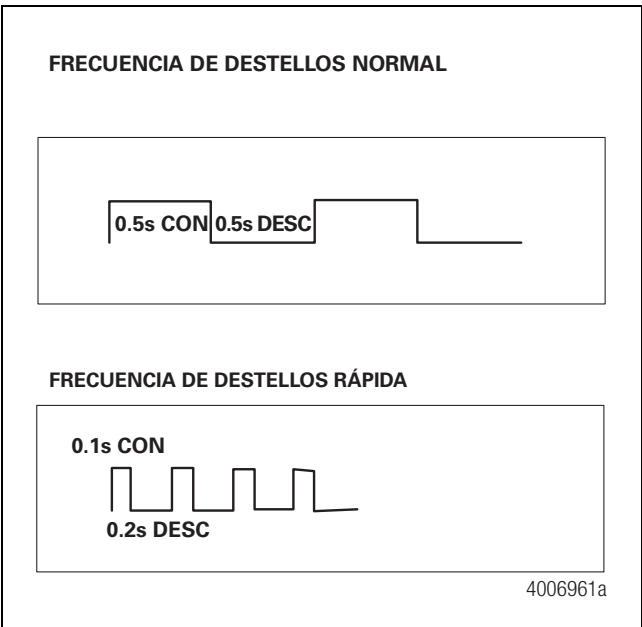 FRECUENCIA DE DESTELLOS NORMAL
0.5s CON 0.5s DESC
FRECUENCIA DE DESTELLOS RÁPIDA
0.1s CON
0.2s DESC
4006961a